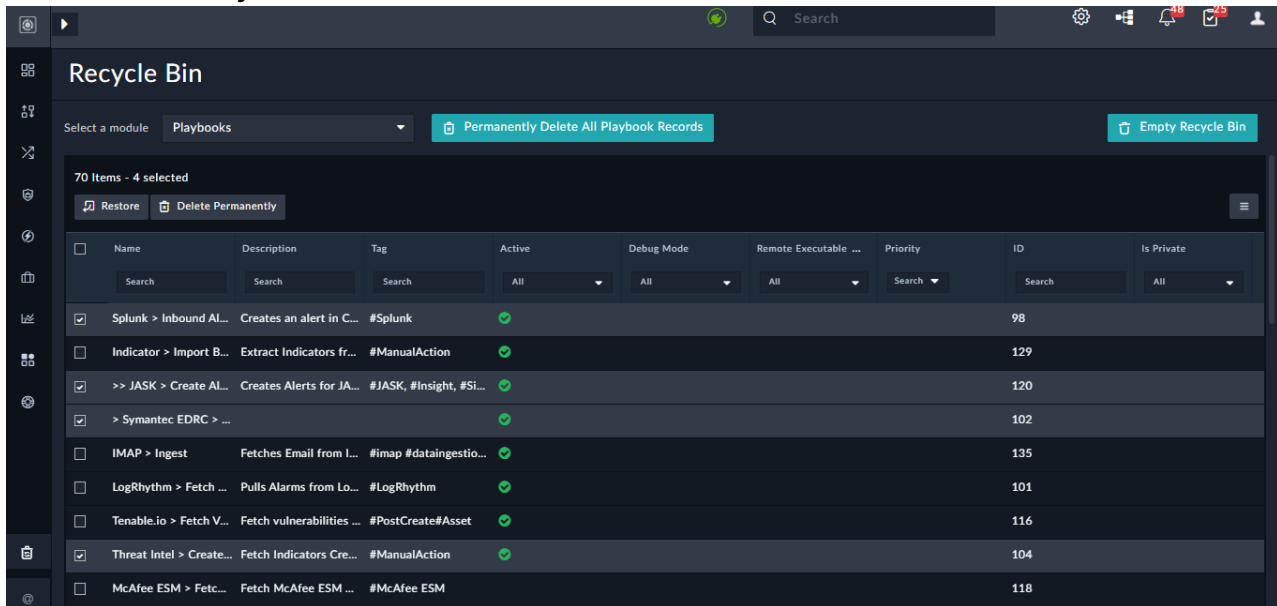 48
25
Search
Recycle Bin
Select a module Playbooks Permanently Delete All Playbook Records Empty Recycle Bin
70 Items - 4 selected
Restore Delete Permanently
Name Description Tag Active Debug Mode Remote Executable ... Priority ID Is Private
Search Search Search All All All Search Search All
Splunk > Inbound Al... Creates an alert in C... #Splunk 98
Indicator > Import B... Extract Indicators fr... #ManualAction 129
>> JASK > Create Al... Creates Alerts for JA... #JASK, #Insight, #Si... 120
> Symantec EDRC > ... 102
IMAP > Ingest Fetches Email from I... #imap #dataingestio... 135
LogRhythm > Fetch ... Pulls Alarms from Lo... #LogRhythm 101
Tenable.io > Fetch V... Fetch vulnerabilities ... #PostCreate#Asset 116
Threat Intel > Create... Fetch Indicators Cre... #ManualAction 104
McAfee ESM > Fetc... Fetch McAfee ESM ... #McAfee ESM 118
@